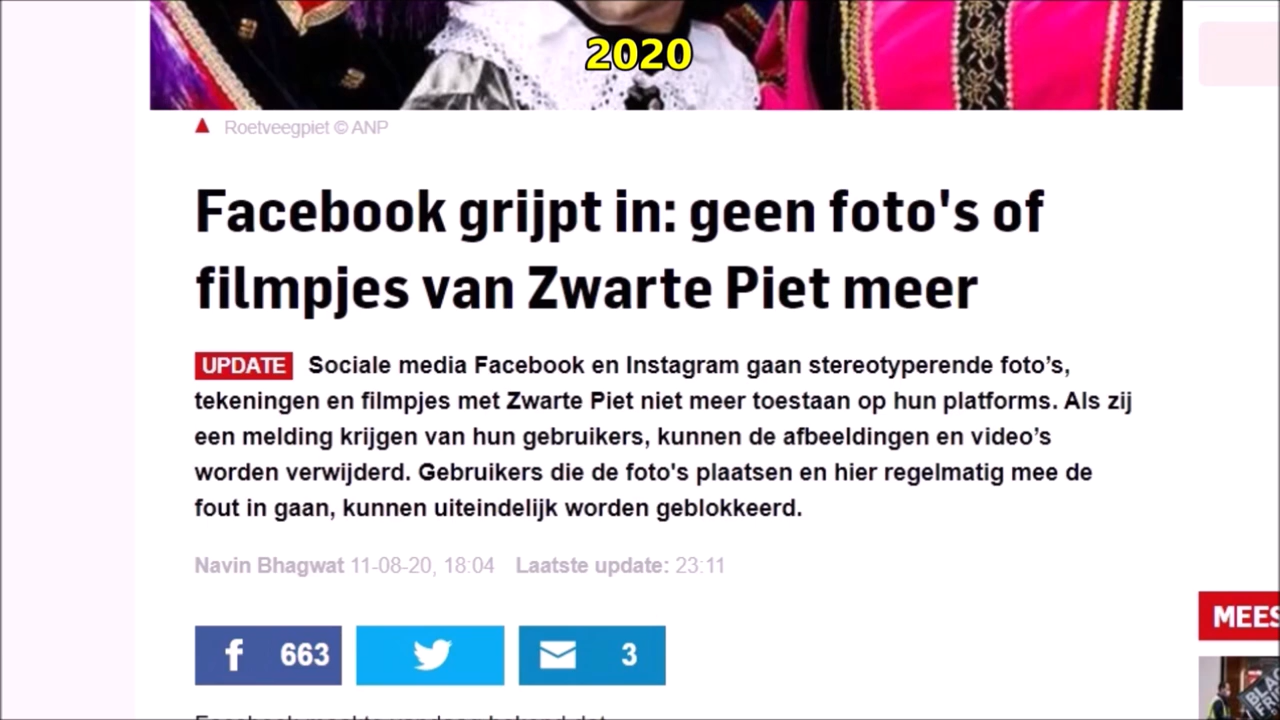 2020
Roetveegpiet © ANP
Facebook grijpt in: geen foto's of
filmpjes van Zwarte Piet meer
UPDATE Sociale media Facebook en Instagram gaan stereotyperende foto’s,
tekeningen en filmpjes met Zwarte Piet niet meer toestaan op hun platforms. Als zij
een melding krijgen van hun gebruikers, kunnen de afbeeldingen en video’s
worden verwijderd. Gebruikers die de foto's plaatsen en hier regelmatig mee de
fout in gaan, kunnen uiteindelijk worden geblokkeerd.
Navin Bhagwat 11-08-20, 18:04 Laatste update: 23:11
MEES
663
3